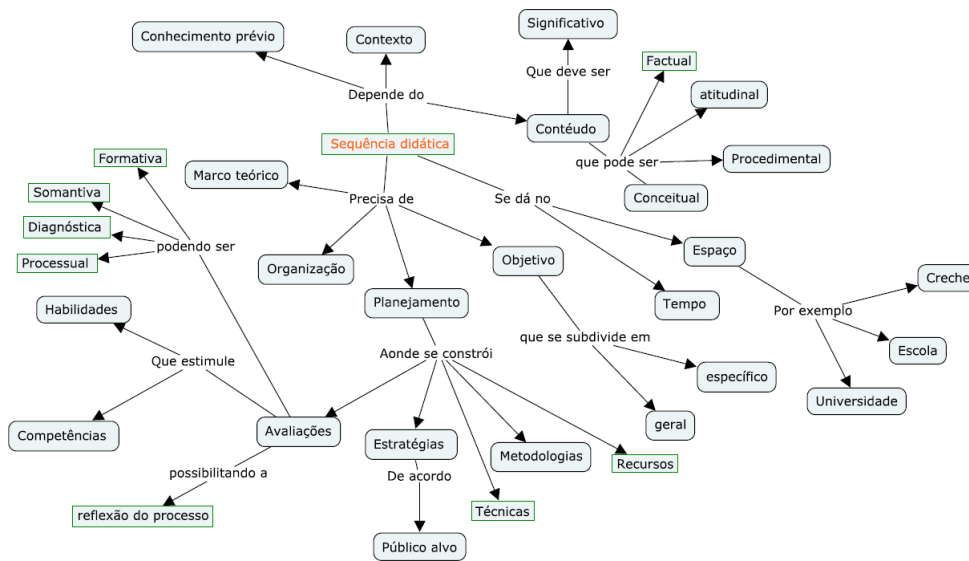 Significativo
Conhecimento prévio
Contexto
Factual
Que deve ser
Depende do
atitudinal
Contéudo
Sequência didática
que pode ser
Procedimental
Formativa
Marco teórico
Precisa de
Se dá no
Conceitual
Somantiva
Diagnóstica
podendo ser
Processual
Organização
Objetivo
Espaço
Creche
Habilidades
Planejamento
Tempo
Por exemplo
que se subdivide em
Aonde se constrói
Escola
Que estimule
específico
Universidade
Competências
Avaliações
Estratégias
Metodologias
geral
Recursos
possibilitando a
De acordo
reflexão do processo
Técnicas
Público alvo